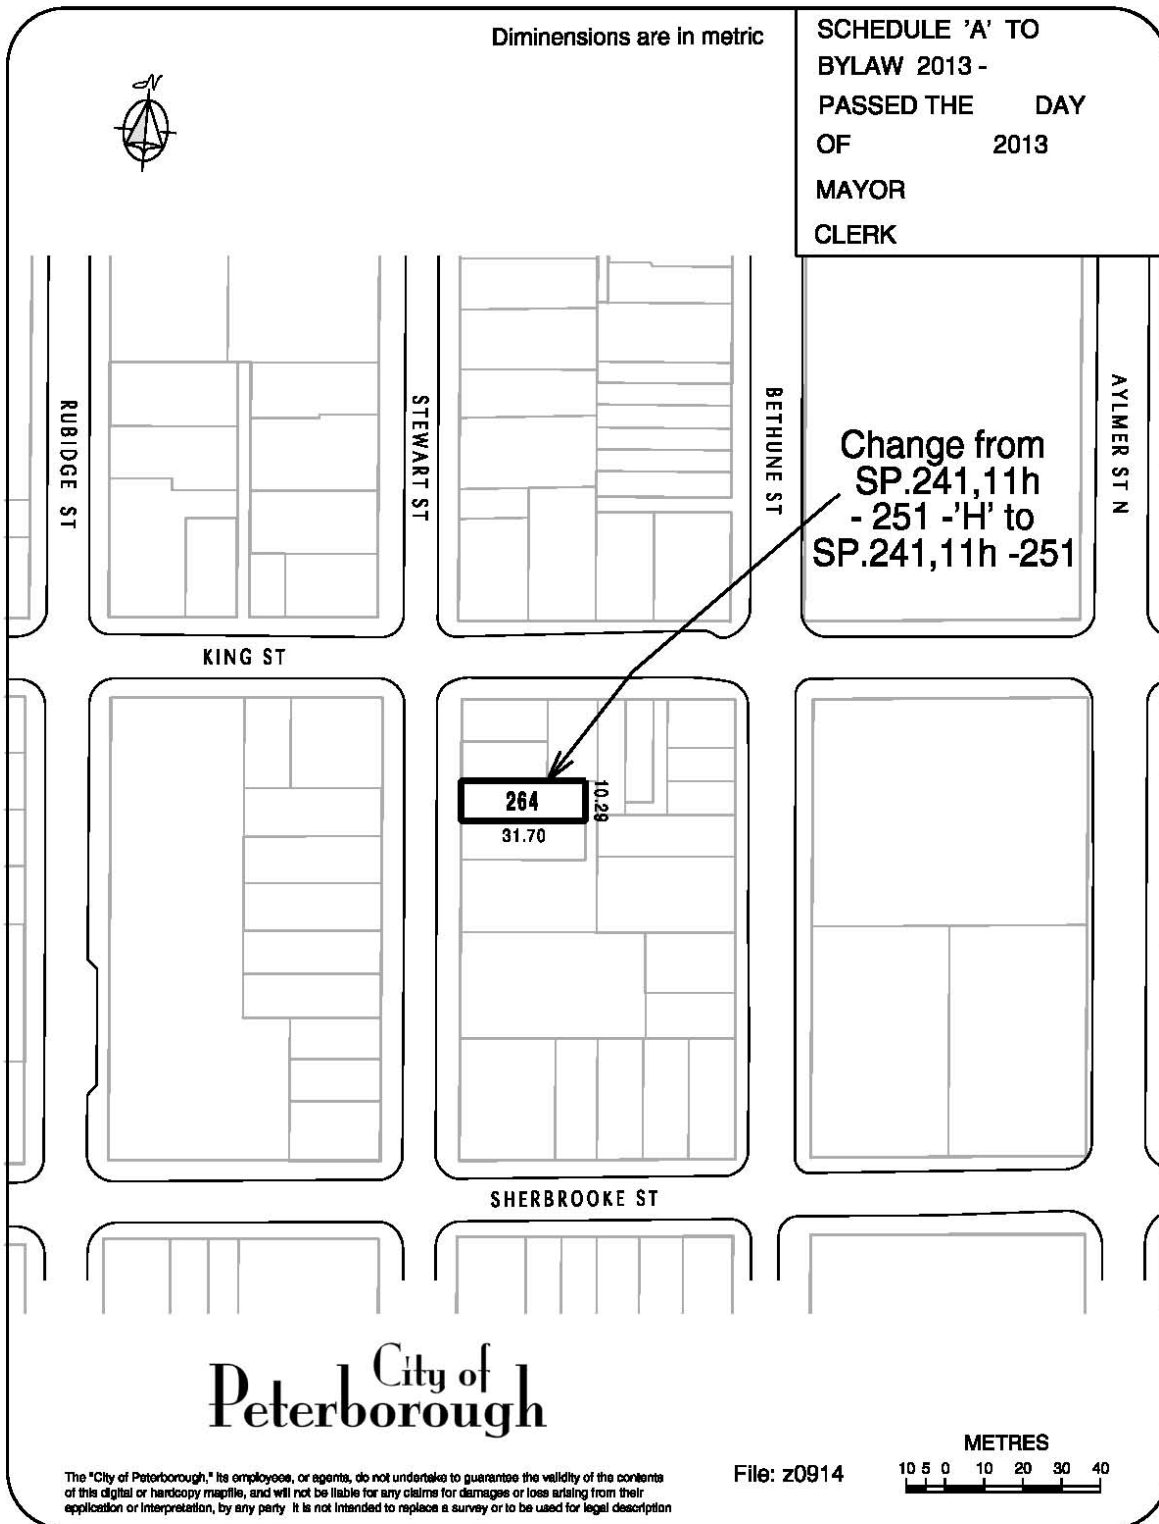 Diminensions are in metric
SCHEDULE 'A' TO
BYLAW 2013 -
PASSED THE DAY
OF 2013
MAYOR
CLERK
N
RUBIDGE ST
STEWART ST
BETHUNE ST
AYLMER ST N
Change from
SP.241,11h
- 251 -'H' to
SP.241,11h -251
KING ST
264
10.29
31.70
SHERBROOKE ST
City of
Peterborough
The "City of Peterborough," its employees, or agents, do not undertake to guarantee the validity of the contents
of this digital or hardcopy mapfile, and will not be liable for any claims for damages or loss arising from their
application or interpretation, by any party It is not intended to replace a survey or to be used for legal description
File: z0914
METRES
10 5 0 10 20 30 40